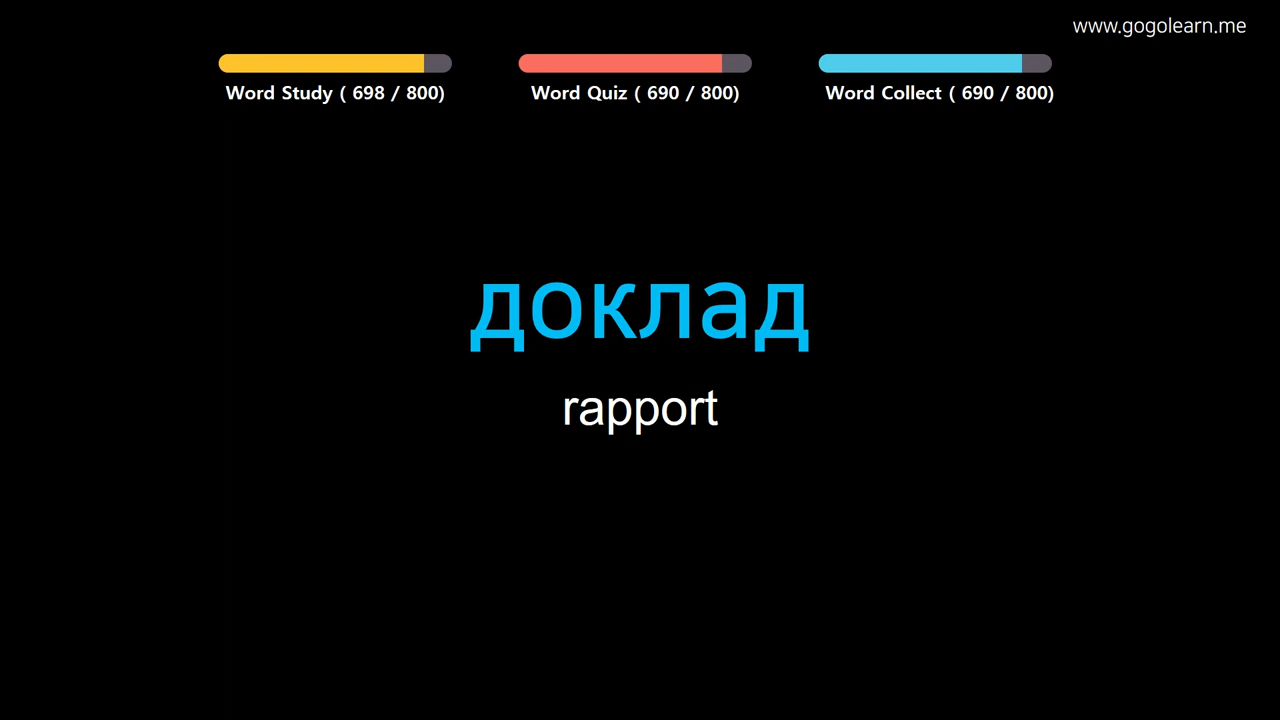 www.gogolearn.me
Word Study ( 698 / 800)
Word Quiz ( 690 / 800)
Word Collect ( 690 / 800)
доклад
rapport